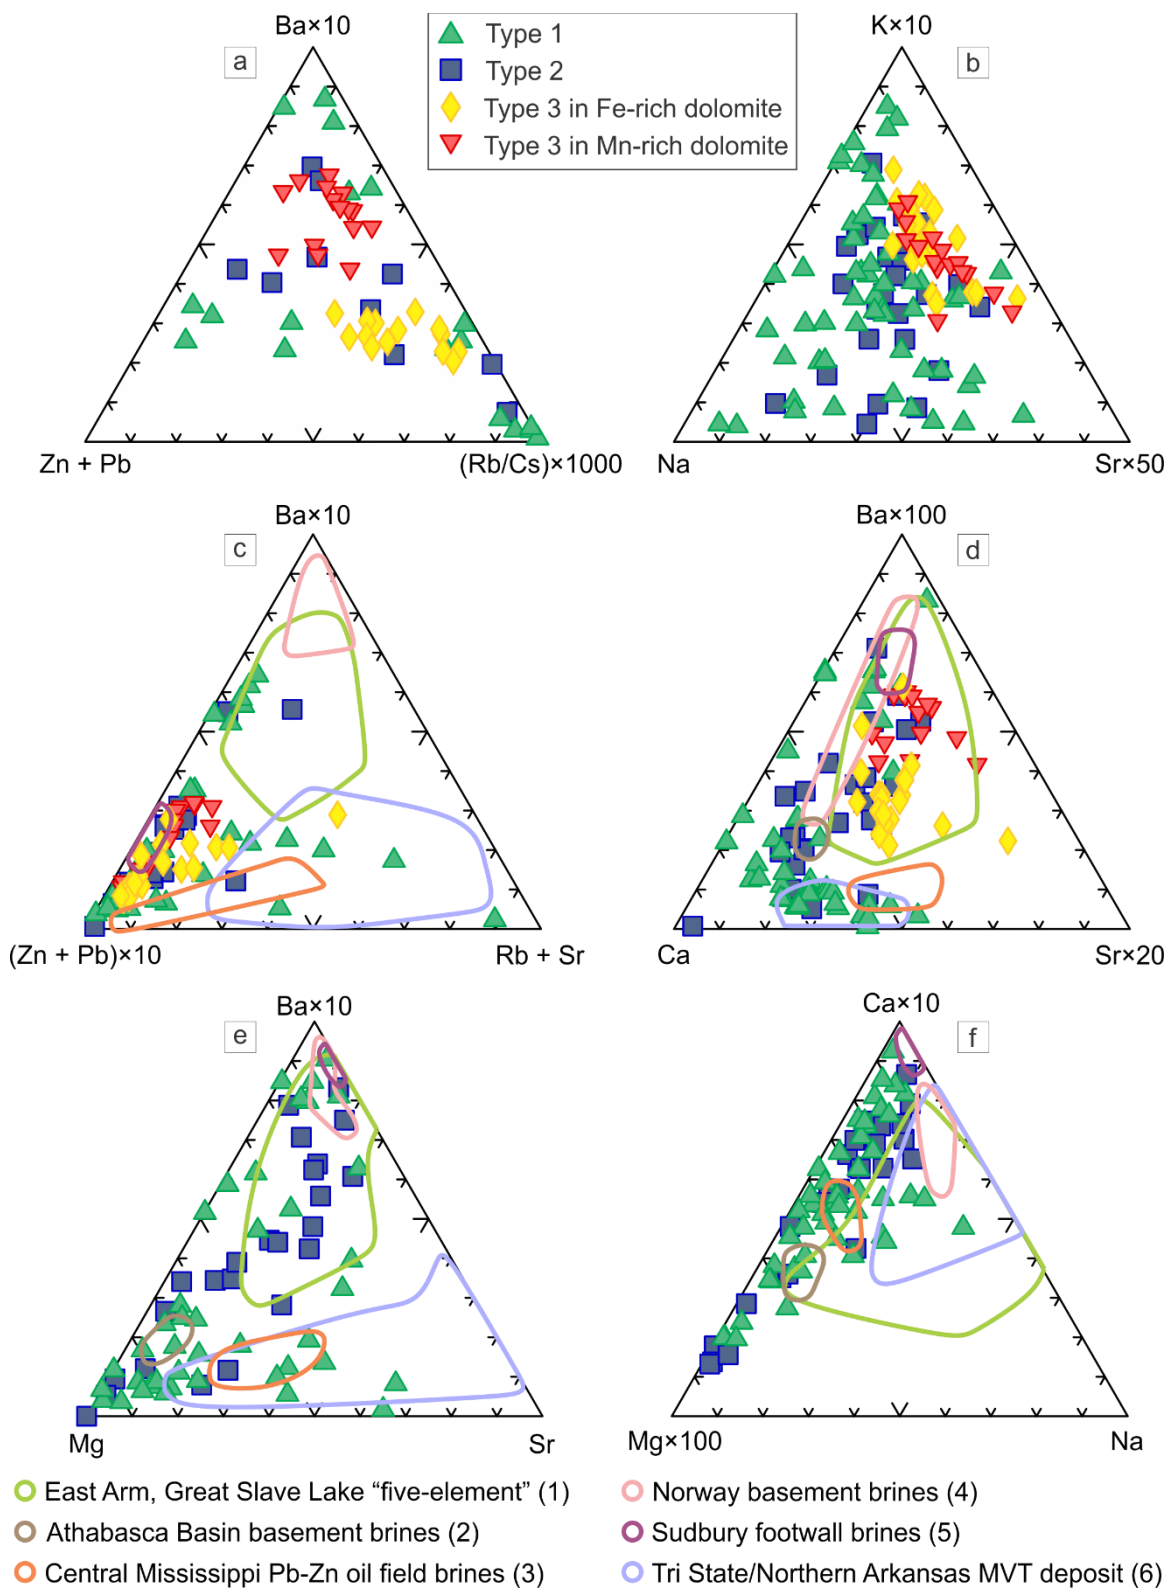 Ba×10
a
Type 1
Type 2
Type 3 in Fe-rich dolomite
Type 3 in Mn-rich dolomite
K×10
b
Zn + Pb
(Rb/Cs)×1000
Na
Sr×50
Ba×10
c
Ba×100
d
(Zn + Pb)×10
Rb + Sr
Ca
Sr×20
Ba×10
e
Ca×10
f
Mg
Sr
Mg×100
Na
East Arm, Great Slave Lake “five-element” (1)
Norway basement brines (4)
Athabasca Basin basement brines (2)
Sudbury footwall brines (5)
Central Mississippi Pb-Zn oil field brines (3)
Tri State/Northern Arkansas MVT deposit (6)